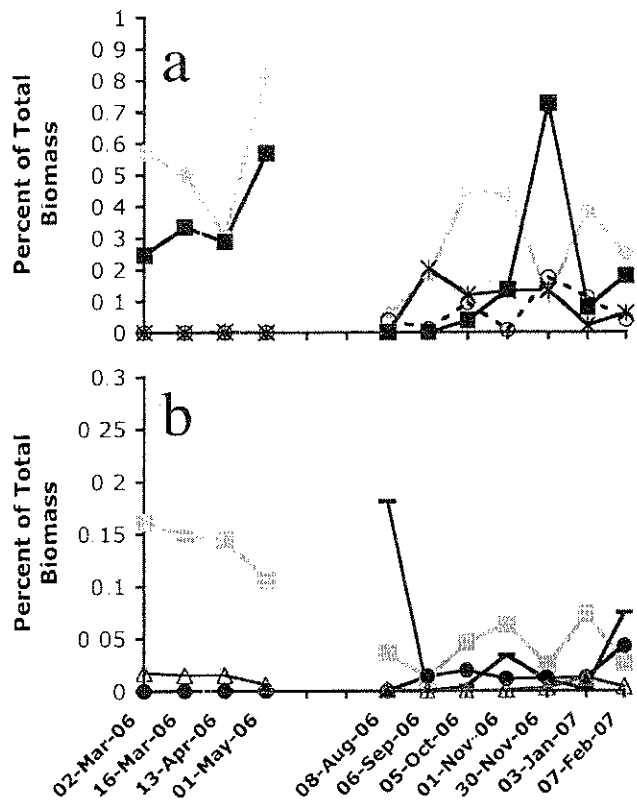 a
Percent of Total
Biomass
0 1
0 9
0 8
0.7
0.6
0 5
0 4
0 3
0 2
0 1
0
b
Percent of Total
Biomass
0.3
0 25
0 2
0.15
0.1
0 05
0
02-Mar-06
16-Mar-06
13-Apr-06
01-May-06
08-Aug-06
06-Sep-06
05-Oct-06
01-Nov-06
30-Nov-06
03-Jan-07
07-Feb-07